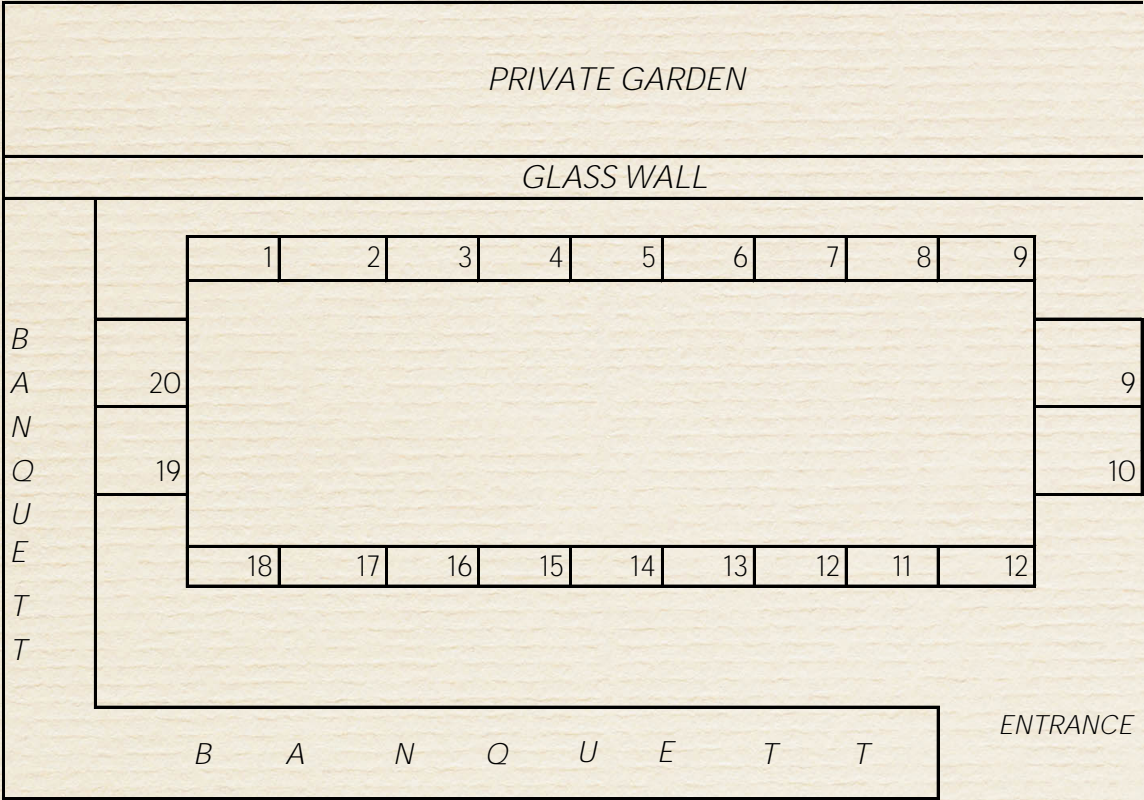 PRIVATE GARDEN
GLASS WALL
1 2 3 4 5 6 7 8 9
B
A
N
Q
U
E
T
T
20
19
9
10
18 17 16 15 14 13 12 11 12
ENTRANCE
B A N Q U E T T